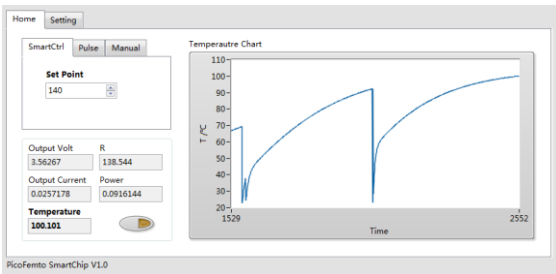 Home Setting
SmartCtrl Pulse Manual
Set Point
140
Output Volt R
3.56267 138.544
Output Current Power
0.0257178 0.0916144
Temperature
100.101
Temperautre Chart
110
100
90
80
70
60
50
40
30
20
T /℃
1529 2552
Time
PicoFemto SmartChip V1.0